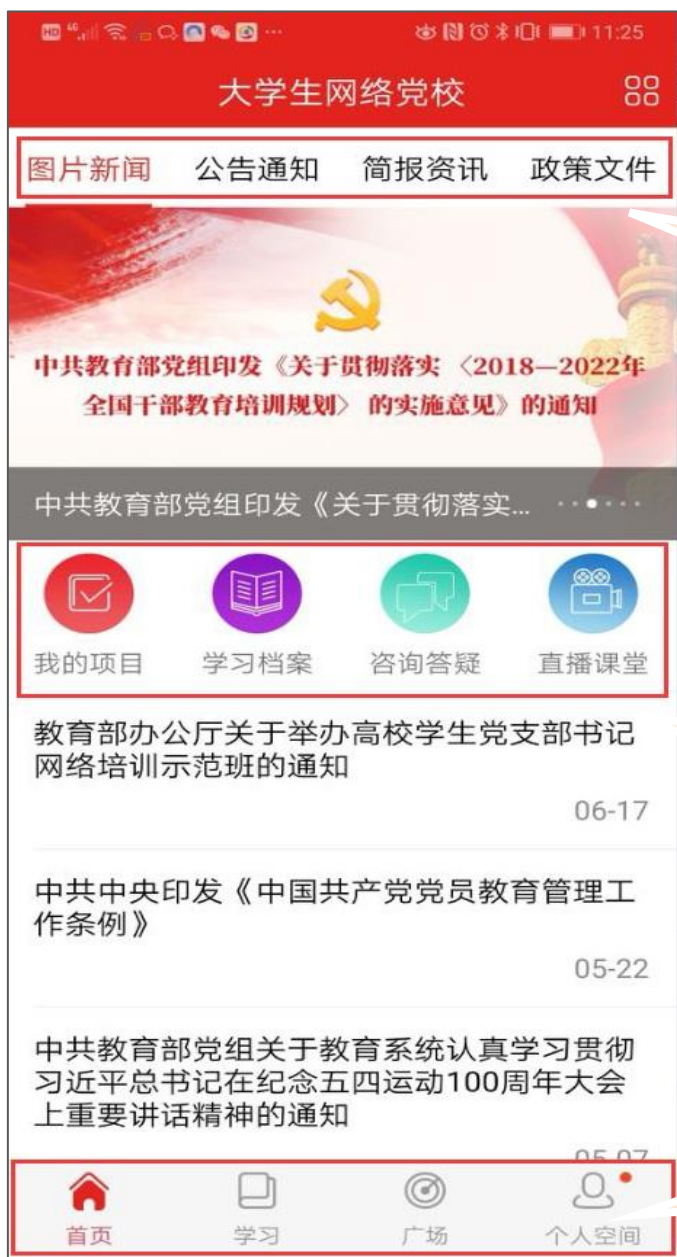 HD 46 11:25
大学生网络党校
图片新闻 公告通知 简报资讯 政策文件
中共教育部党组印发《关于贯彻落实〈2018—2022年
全国干部教育培训规划〉的实施意见》的通知
中共教育部党组印发《关于贯彻落实...
我的项目 学习档案 咨询答疑 直播课堂
教育部办公厅关于举办高校学生党支部书记
网络培训示范班的通知
06-17
中共中央印发《中国共产党党员教育管理工
作条例》
05-22
中共教育部党组关于教育系统认真学习贯彻
习近平总书记在纪念五四运动100周年大会
上重要讲话精神的通知
05-07
首页 学习 广场 个人空间